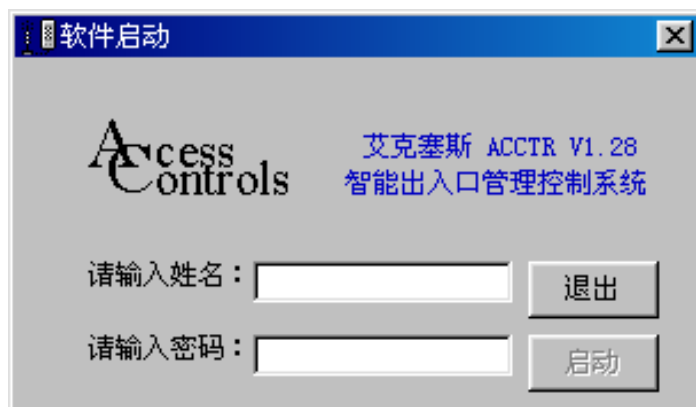 软件启动
Access
Controls
艾克塞斯 ACCTR V1.28
智能出入口管理控制系统
请输入姓名：
退出
请输入密码：
启动